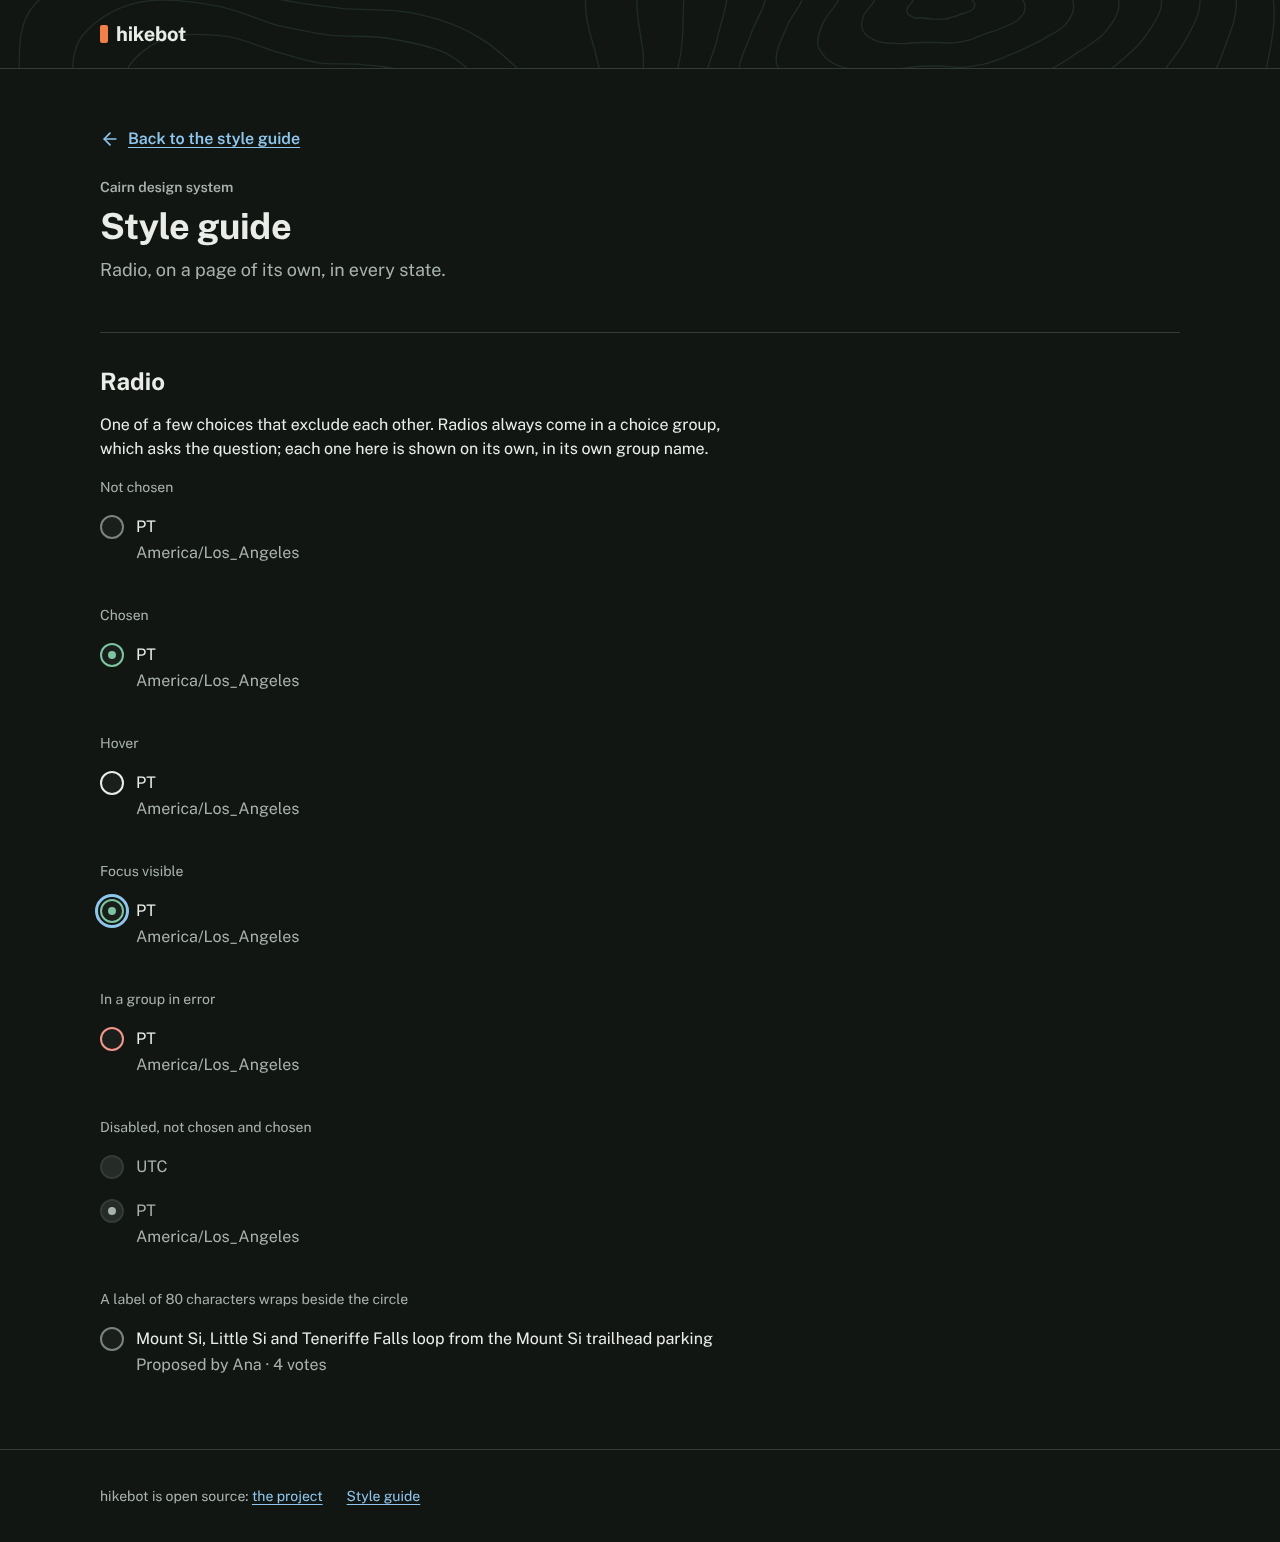 hikebot
Back to the style guide
Cairn design system
Style guide
Radio, on a page of its own, in every state.
Radio
One of a few choices that exclude each other. Radios always come in a choice group,
which asks the question; each one here is shown on its own, in its own group name.
Not chosen
PT
America/Los_Angeles
Chosen
PT
America/Los_Angeles
Hover
PT
America/Los_Angeles
Focus visible
PT
America/Los_Angeles
In a group in error
PT
America/Los_Angeles
Disabled, not chosen and chosen
UTC
PT
America/Los_Angeles
A label of 80 characters wraps beside the circle
Mount Si, Little Si and Teneriffe Falls loop from the Mount Si trailhead parking
Proposed by Ana · 4 votes
hikebot is open source: the project Style guide